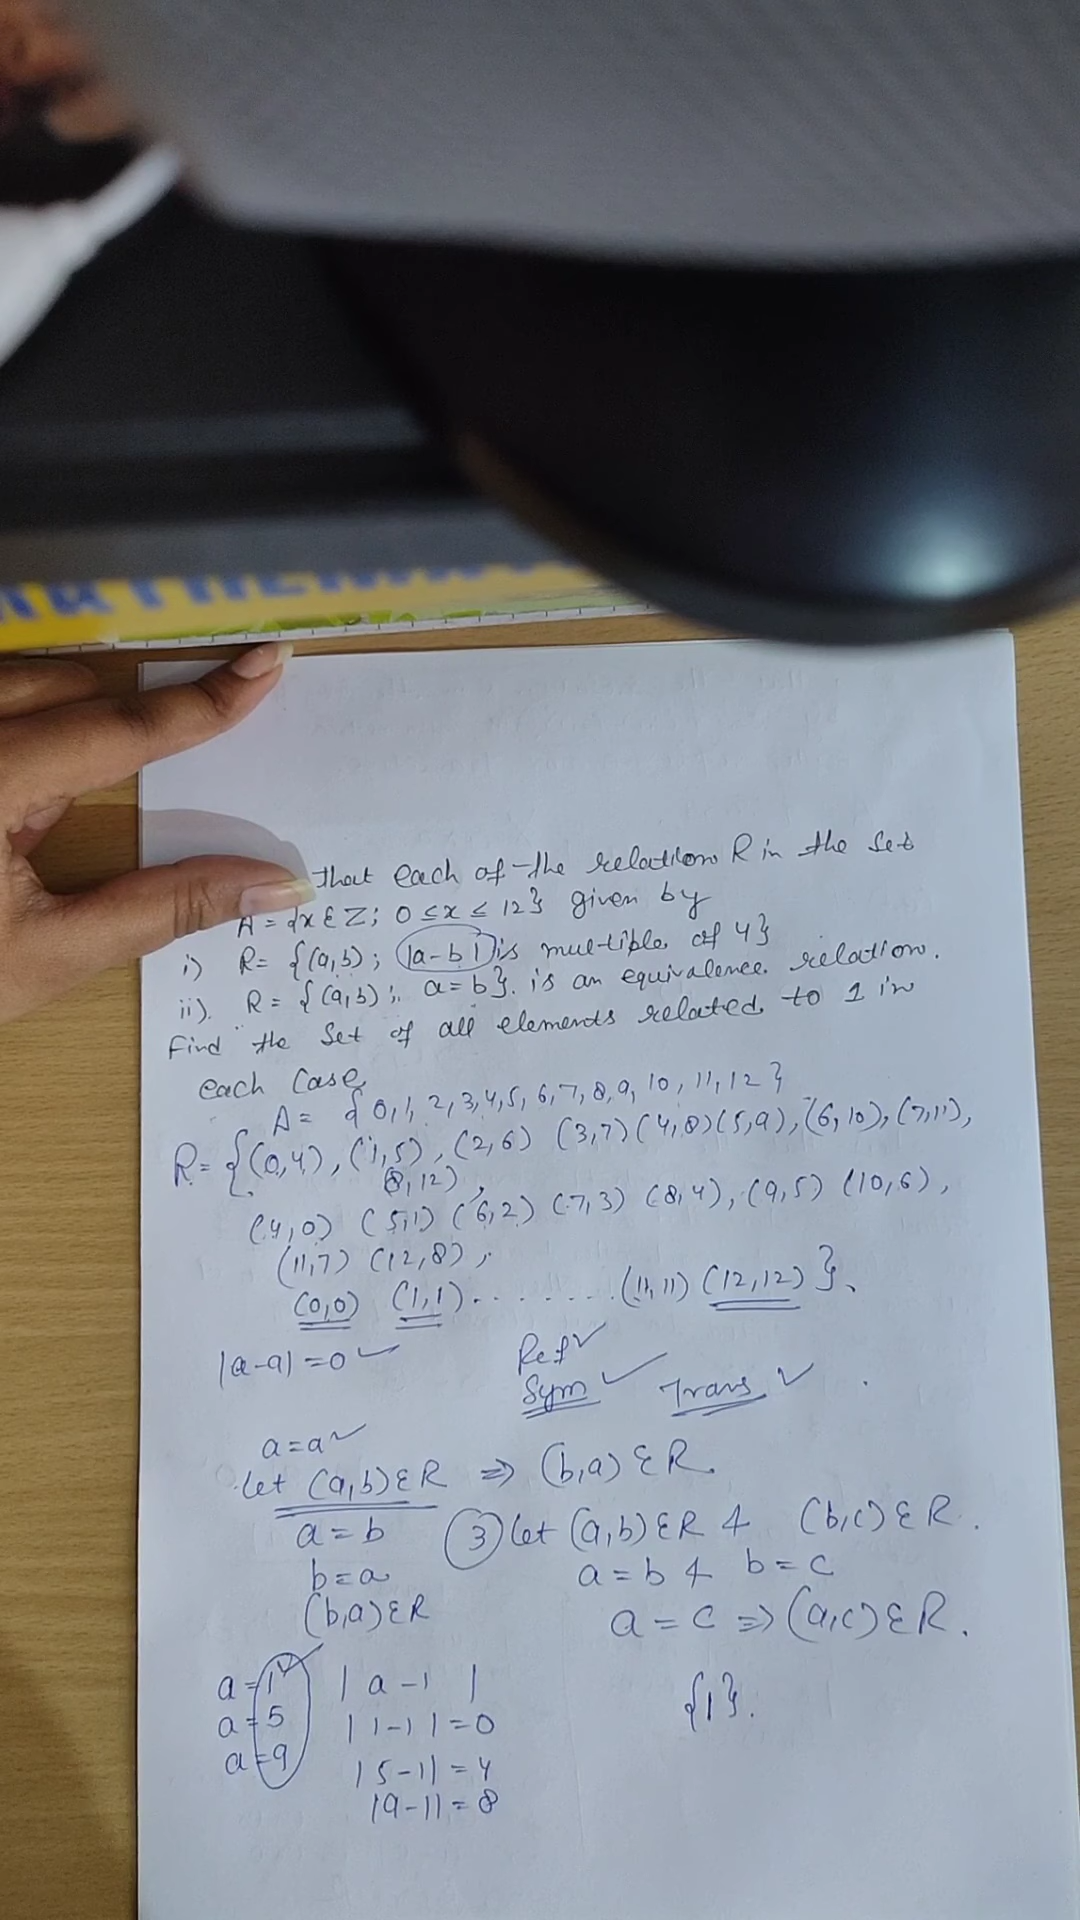 that each of the relation R in the set
A = {x ∈ Z; 0 ≤ x ≤ 12} given by
i) R = {(a,b); |a-b| is multiple of 4}
ii). R = {(a,b); a=b}. is an equivalence relation.
Find the Set of all elements related to 1 in
each Case.
A = {0,1,2,3,4,5,6,7,8,9,10,11,12}
R = {(0,4), (1,5), (2,6) (3,7) (4,8) (5,9), (6,10), (7,11),
(8,12),
(4,0) (5,1) (6,2) (7,3) (8,4), (9,5) (10,6),
(11,7) (12,8),
(0,0) (1,1) ........ (11,11) (12,12)}.
|a-a| = 0 ✓ Ref ✓
Sym ✓ Trans ✓
a=a ✓
let (a,b) ∈ R ⇒ (b,a) ∈ R.
a = b ③ let (a,b) ∈ R & (b,c) ∈ R.
b = a a = b & b = c
(b,a) ∈ R a = c ⇒ (a,c) ∈ R.
a = 1 ✓ | a - 1 | {1}.
a = 5 |1-1| = 0
a = 9 |5-1| = 4
|9-1| = 8